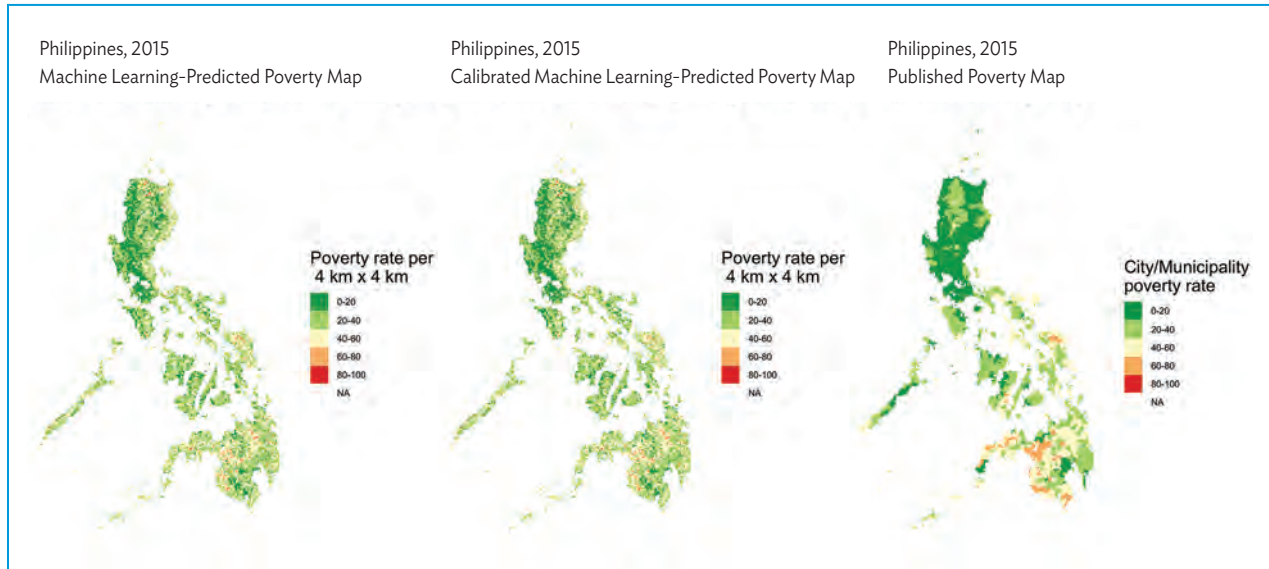 Philippines, 2015
Machine Learning-Predicted Poverty Map
Poverty rate per
4 km x 4 km
0-20
20-40
40-60
60-80
80-100
NA
Philippines, 2015
Calibrated Machine Learning-Predicted Poverty Map
Poverty rate per
4 km x 4 km
0-20
20-40
40-60
60-80
80-100
NA
Philippines, 2015
Published Poverty Map
City/Municipality
poverty rate
0-20
20-40
40-60
60-80
80-100
NA